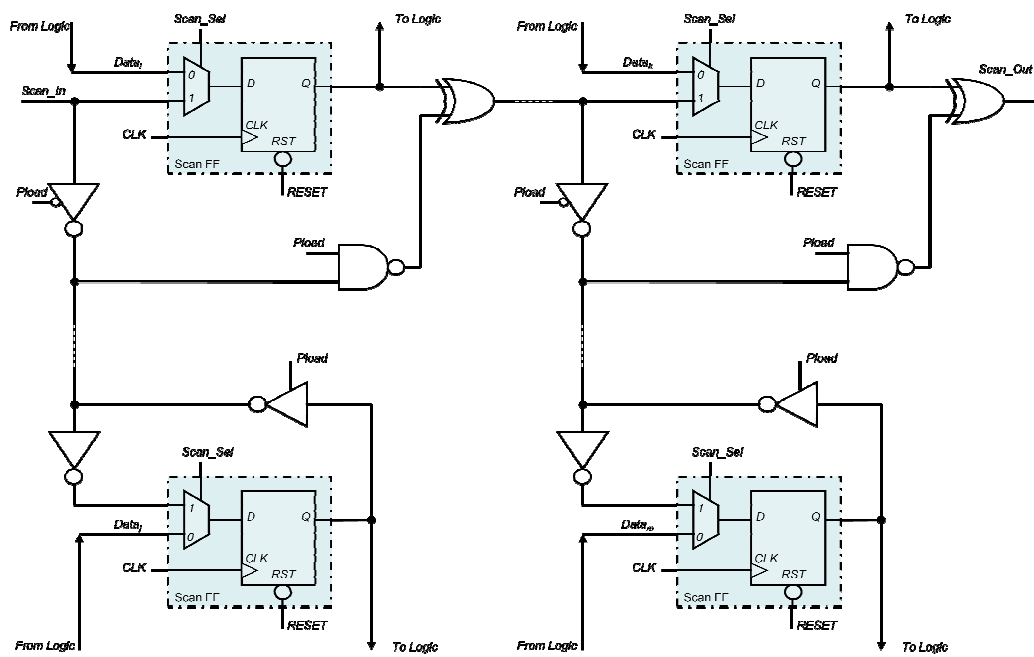 From Logic
Scan_Sel
To Logic
From Logic
Scan_Sel
To Logic
Data_i
0
D
Q
Data_k
0
D
Q
Scan_Out
Scan_In
1
1
CLK
CLK
RST
CLK
CLK
RST
Scan FF
Scan FF
RESET
RESET
Pload
Pload
Pload
Pload
Pload
Pload
Scan_Sel
Scan_Sel
1
D
Q
1
D
Q
Data_j
0
Data_m
0
CLK
CLK
RST
CLK
CLK
RST
Scan FF
Scan FF
RESET
RESET
From Logic
To Logic
From Logic
To Logic